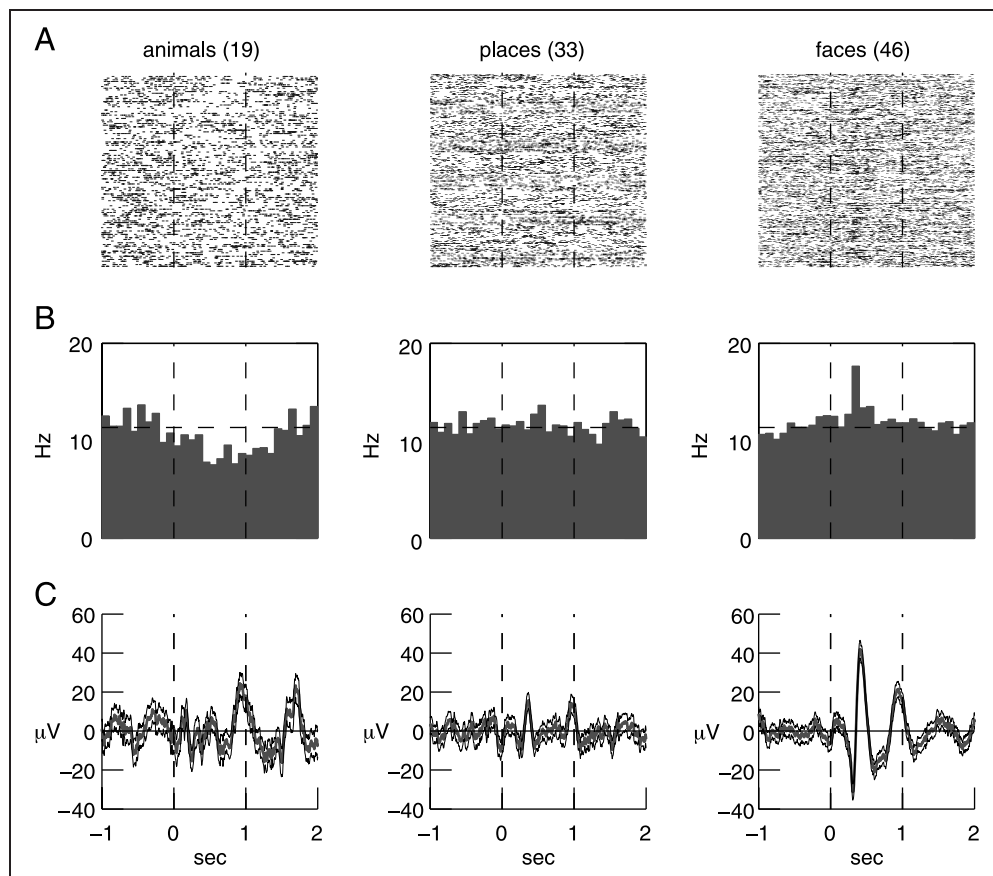 A
animals (19) places (33) faces (46)
B
20 20 20
Hz Hz Hz
10 10 10
0 0 0
C
60 60 60
40 40 40
20 20 20
μV 0 μV 0 μV 0
−20 −20 −20
−40 −40 −40
−1 0 1 2 −1 0 1 2 −1 0 1 2
sec sec sec